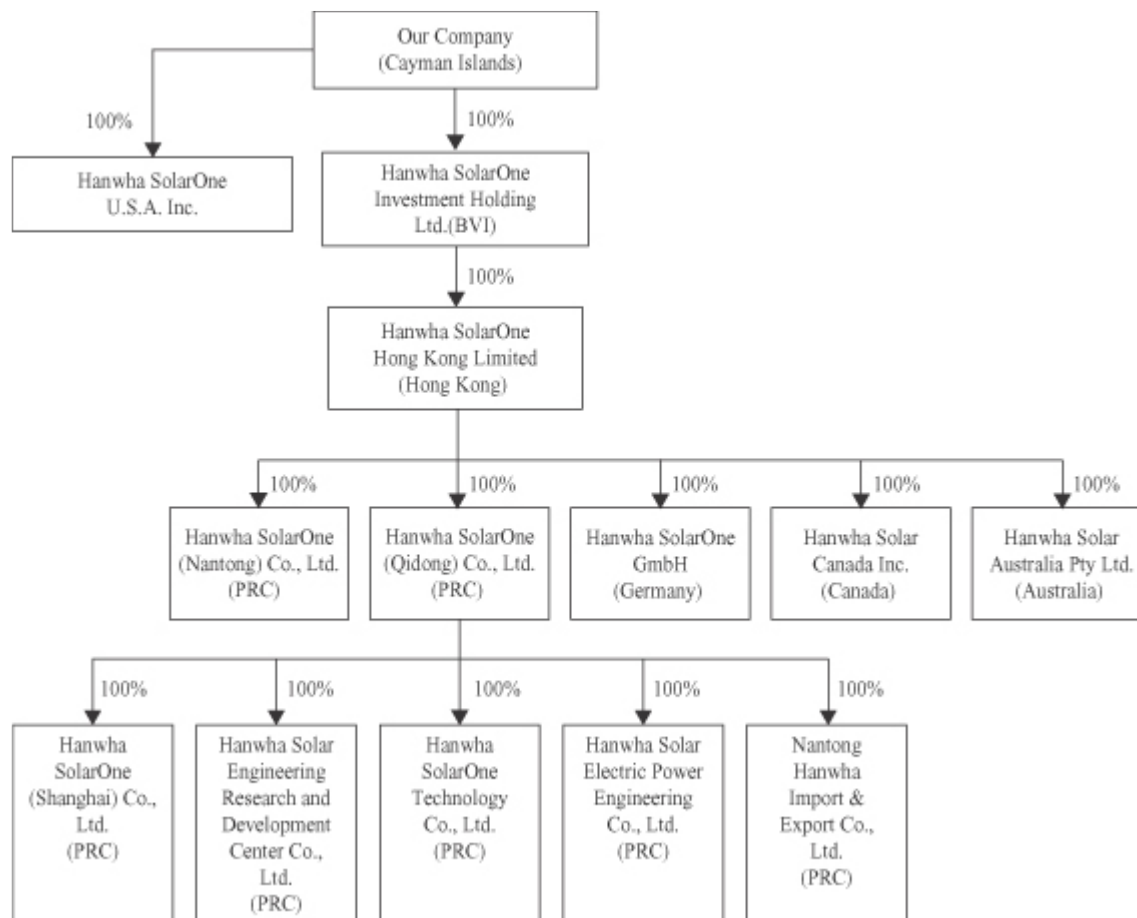 Our Company
(Cayman Islands)
100%
100%
Hanwha SolarOne
U.S.A. Inc.
Hanwha SolarOne
Investment Holding
Ltd.(BVI)
100%
Hanwha SolarOne
Hong Kong Limited
(Hong Kong)
100%
100%
100%
100%
100%
Hanwha SolarOne
(Nantong) Co., Ltd.
(PRC)
Hanwha SolarOne
(Qidong) Co., Ltd.
(PRC)
Hanwha SolarOne
GmbH
(Germany)
Hanwha Solar
Canada Inc.
(Canada)
Hanwha Solar
Australia Pty Ltd.
(Australia)
100%
100%
100%
100%
100%
Hanwha
SolarOne
(Shanghai) Co.,
Ltd.
(PRC)
Hanwha Solar
Engineering
Research and
Development
Center Co.,
Ltd.
(PRC)
Hanwha
SolarOne
Technology
Co., Ltd.
(PRC)
Hanwha Solar
Electric Power
Engineering
Co., Ltd.
(PRC)
Nantong
Hanwha
Import &
Export Co.,
Ltd.
(PRC)